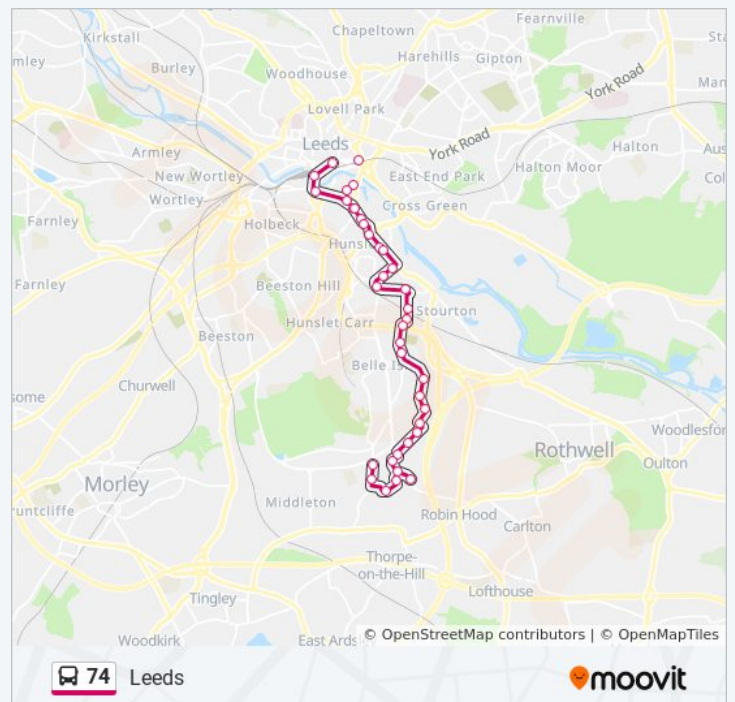 Fearnville
Kirkstall
Chapeltown
Harehills
Gipton
Burley
Woodhouse
York Road
Lovell Park
Leeds
York Road
Halton
Armley
Halton Moor
New Wortley
East End Park
Wortley
Cross Green
Farnley
Holbeck
Farnley
Beeston Hill
Stourton
Hunslet Carr
Beeston
Belle Is
Churwell
Woodlesfor
Rothwell
Oulton
Morley
Middleton
Robin Hood
Carlton
Thorpe-
on-the-Hill
Lofthouse
Tingley
Woodkirk
East Ards
© OpenStreetMap contributors | © OpenMapTiles
74 Leeds
moovit